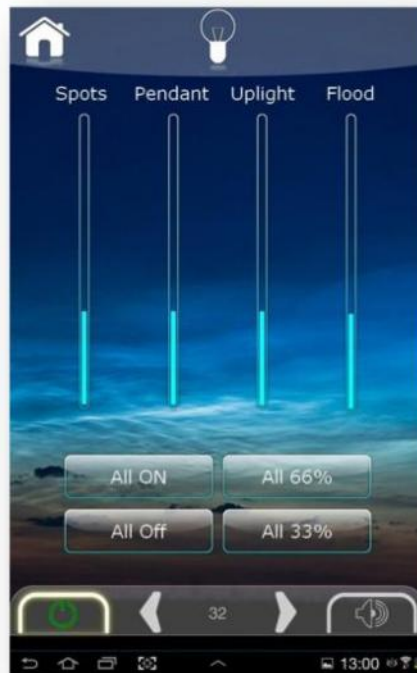 Spots Pendant Uplight Flood
All ON All 66%
All Off All 33%
32
13:00